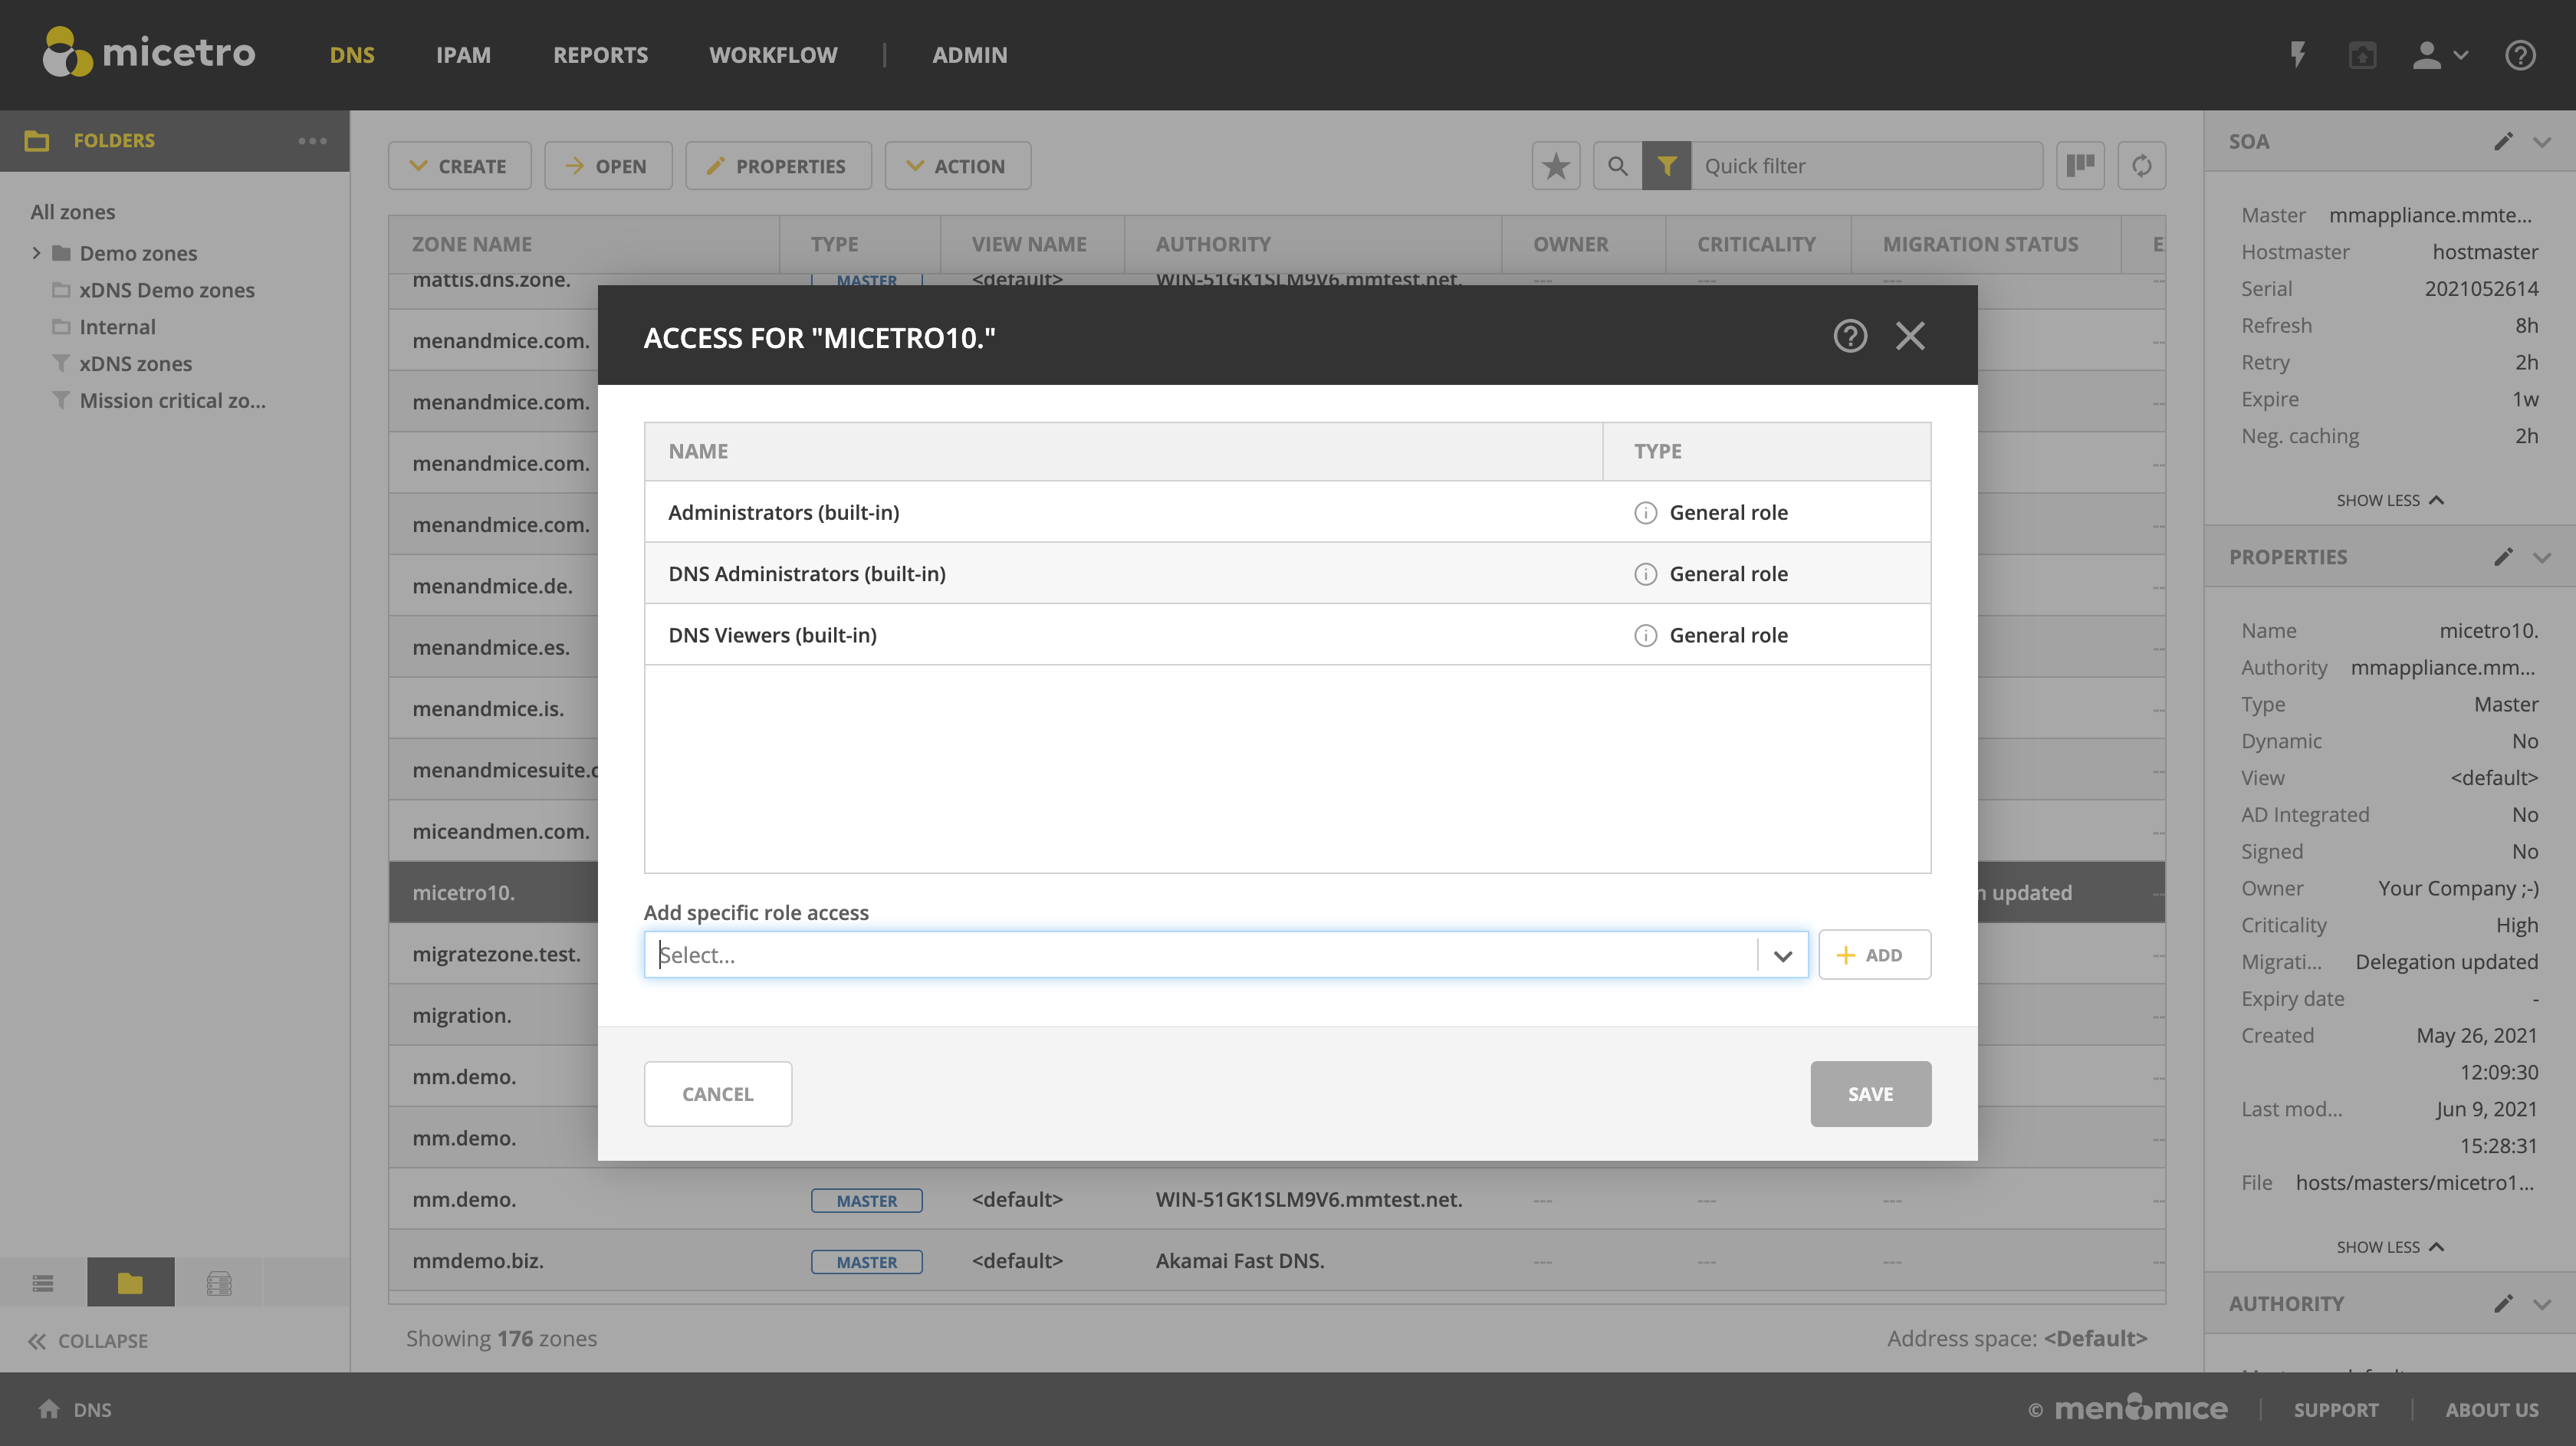 micetro
DNS
IPAM
REPORTS
WORKFLOW
ADMIN
FOLDERS
All zones
Demo zones
xDNS Demo zones
Internal
xDNS zones
Mission critical zo...
COLLAPSE
CREATE
OPEN
PROPERTIES
ACTION
Quick filter
ZONE NAME TYPE VIEW NAME AUTHORITY OWNER CRITICALITY MIGRATION STATUS E
mattis.dns.zone. MASTER <default> WIN-51GK1SLM9V6.mmtest.net. --- --- --- --
menandmice.com. --
menandmice.com. --
menandmice.com. --
menandmice.com. --
menandmice.de. --
menandmice.es. --
menandmice.is. --
menandmicesuite.c --
miceandmen.com. --
micetro10. n updated --
migratezone.test. --
migration. --
mm.demo. --
mm.demo. --
mm.demo. MASTER <default> WIN-51GK1SLM9V6.mmtest.net. --- --- --- --
mmdemo.biz. MASTER <default> Akamai Fast DNS. --- --- --- --
Showing 176 zones
Address space: <Default>
ACCESS FOR "MICETRO10."
NAME TYPE
Administrators (built-in) General role
DNS Administrators (built-in) General role
DNS Viewers (built-in) General role
Add specific role access
Select...
ADD
CANCEL
SAVE
SOA
Master mmappliance.mmte...
Hostmaster hostmaster
Serial 2021052614
Refresh 8h
Retry 2h
Expire 1w
Neg. caching 2h
SHOW LESS
PROPERTIES
Name micetro10.
Authority mmappliance.mm...
Type Master
Dynamic No
View <default>
AD Integrated No
Signed No
Owner Your Company ;-)
Criticality High
Migrati... Delegation updated
Expiry date -
Created May 26, 2021
12:09:30
Last mod... Jun 9, 2021
15:28:31
File hosts/masters/micetro1...
SHOW LESS
AUTHORITY
DNS
© men&mice
SUPPORT
ABOUT US